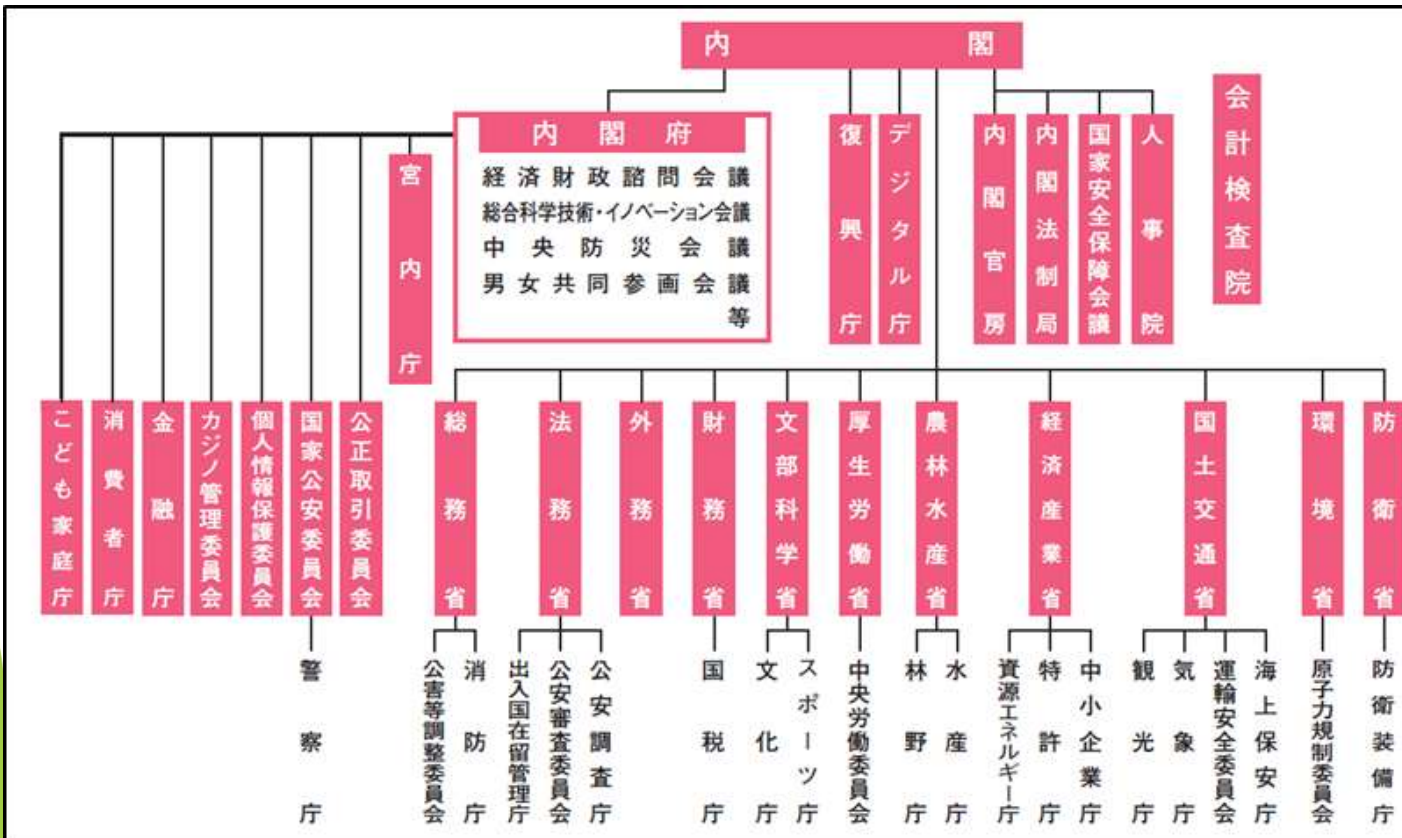 内閣
内閣府
経済財政諮問会議
総合科学技術・イノベーション会議
中央防災会議
男女共同参画会議
等
宮内庁
復興庁
デジタル庁
内閣官房
内閣法制局
国家安全保障会議
人事院
会計検査院
こども家庭庁
消費者庁
金融庁
カジノ管理委員会
個人情報保護委員会
国家公安委員会
公正取引委員会
総務省
法務省
外務省
財務省
文部科学省
厚生労働省
農林水産省
経済産業省
国土交通省
環境省
防衛省
警察庁
公害等調整委員会
消防庁
出入国在留管理庁
公安審査委員会
公安調査庁
国税庁
文化庁
スポーツ庁
中央労働委員会
林野庁
水産庁
資源エネルギー庁
特許庁
中小企業庁
観光庁
気象庁
運輸安全委員会
海上保安庁
原子力規制委員会
防衛装備庁